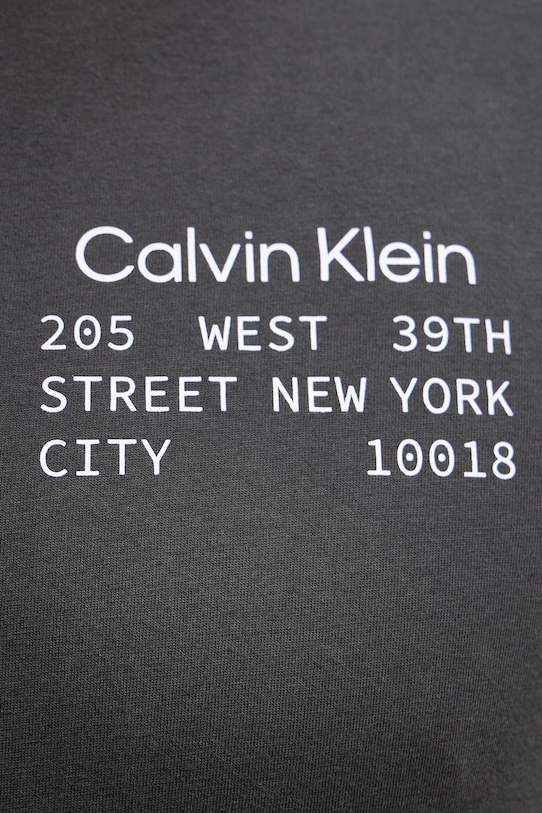 Calvin Klein
205 WEST 39TH
STREET NEW YORK
CITY 10018